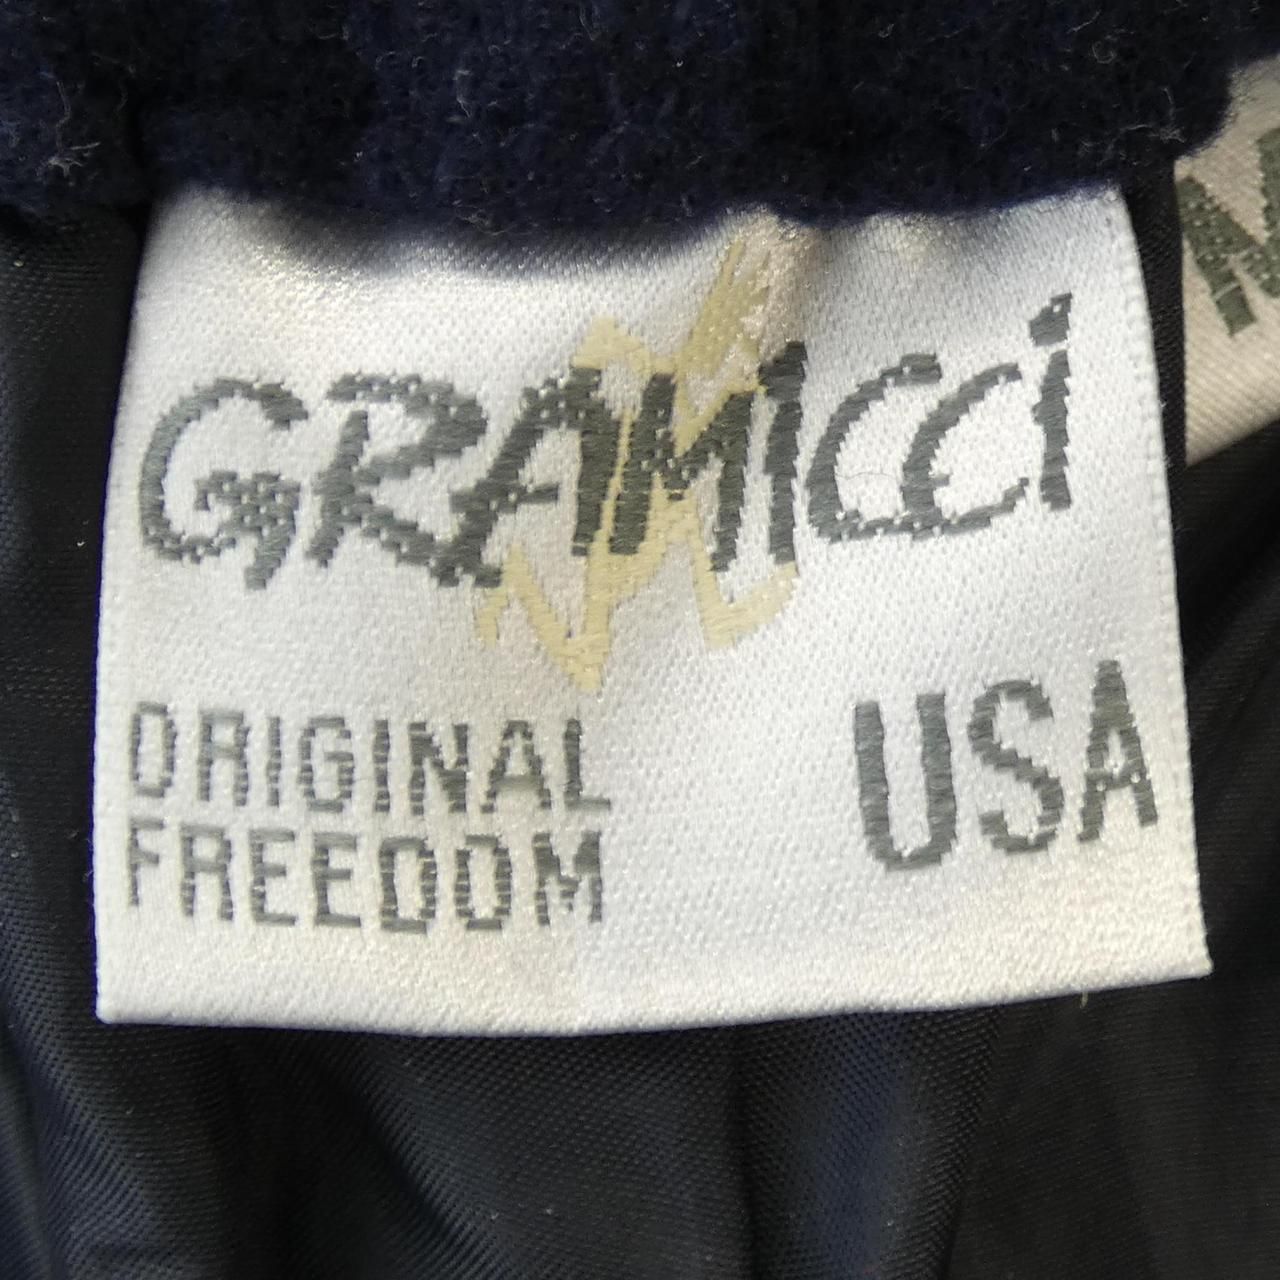 GRAMICCi
ORIGINAL
FREEDOM
USA
M